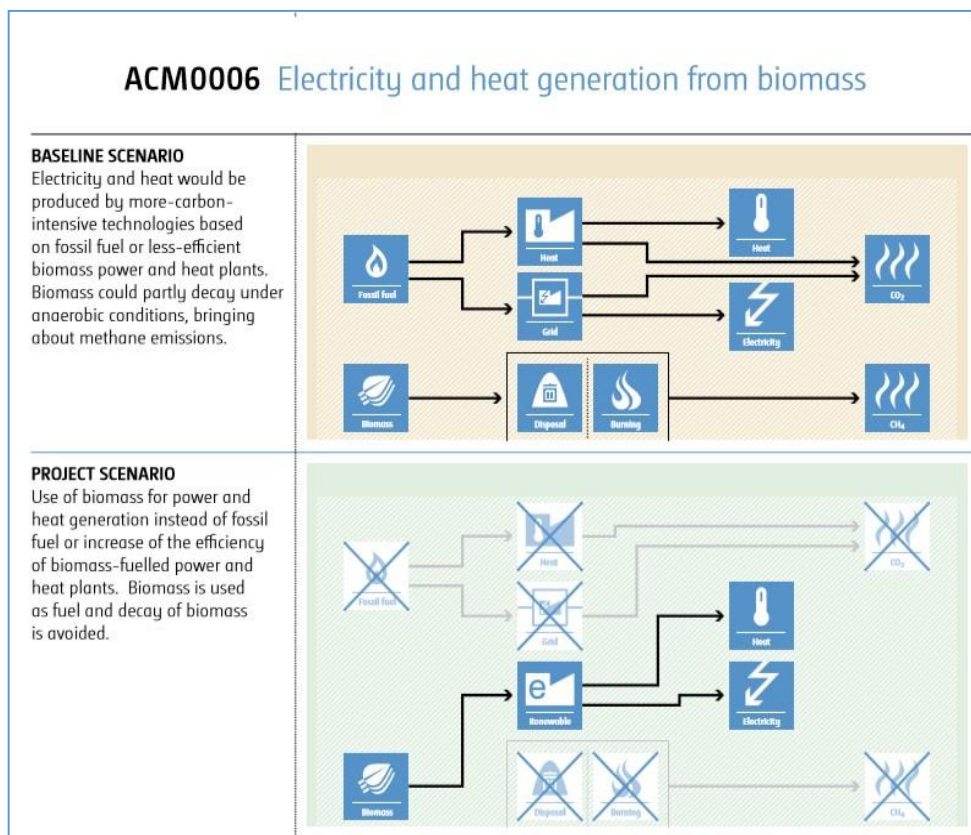 ACM0006 Electricity and heat generation from biomass
BASELINE SCENARIO
Electricity and heat would be
produced by more-carbon-
intensive technologies based
on fossil fuel or less-efficient
biomass power and heat plants.
Biomass could partly decay under
anaerobic conditions, bringing
about methane emissions.
Fossil fuel
Heat
Grid
Heat
Electricity
CO₂
Biomass
Disposal
Burning
CH₄
PROJECT SCENARIO
Use of biomass for power and
heat generation instead of fossil
fuel or increase of the efficiency
of biomass-fuelled power and
heat plants. Biomass is used
as fuel and decay of biomass
is avoided.
Fossil fuel
Heat
Grid
CO₂
Heat
e
Renewable
Electricity
Biomass
Disposal
Burning
CH₄